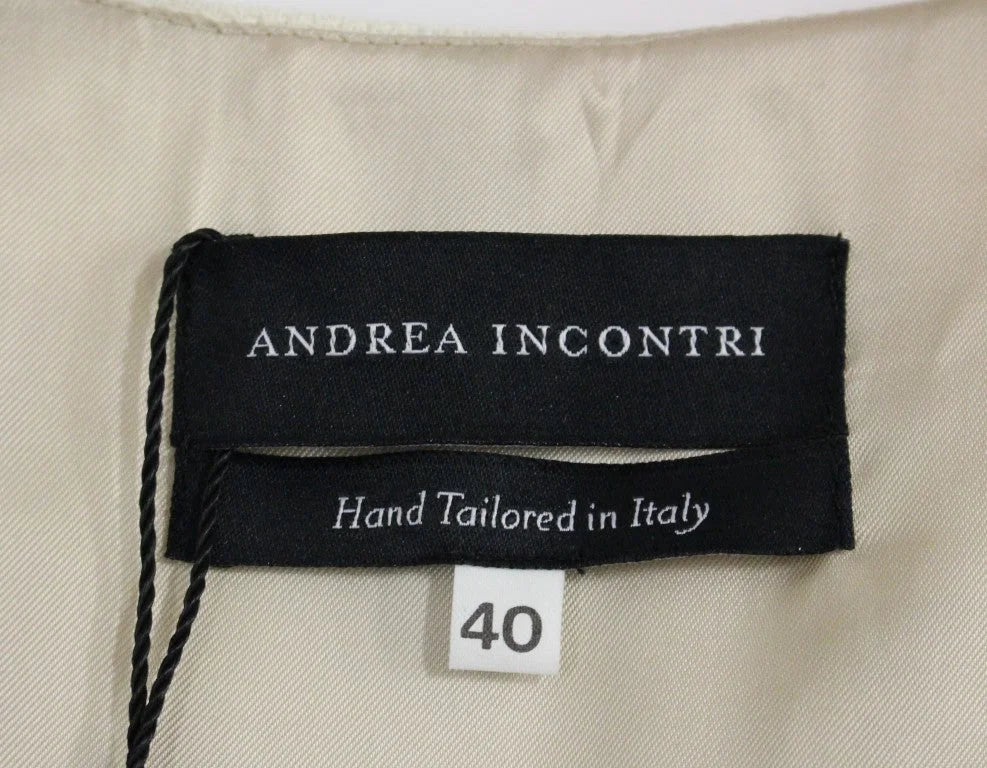 ANDREA INCONTRI
Hand Tailored in Italy
40